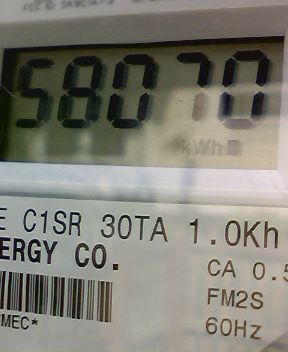 58070
kWh
E C1SR 30TA 1.0Kh
ERGY CO.
CA 0.5
FM2S
MEC*
60Hz